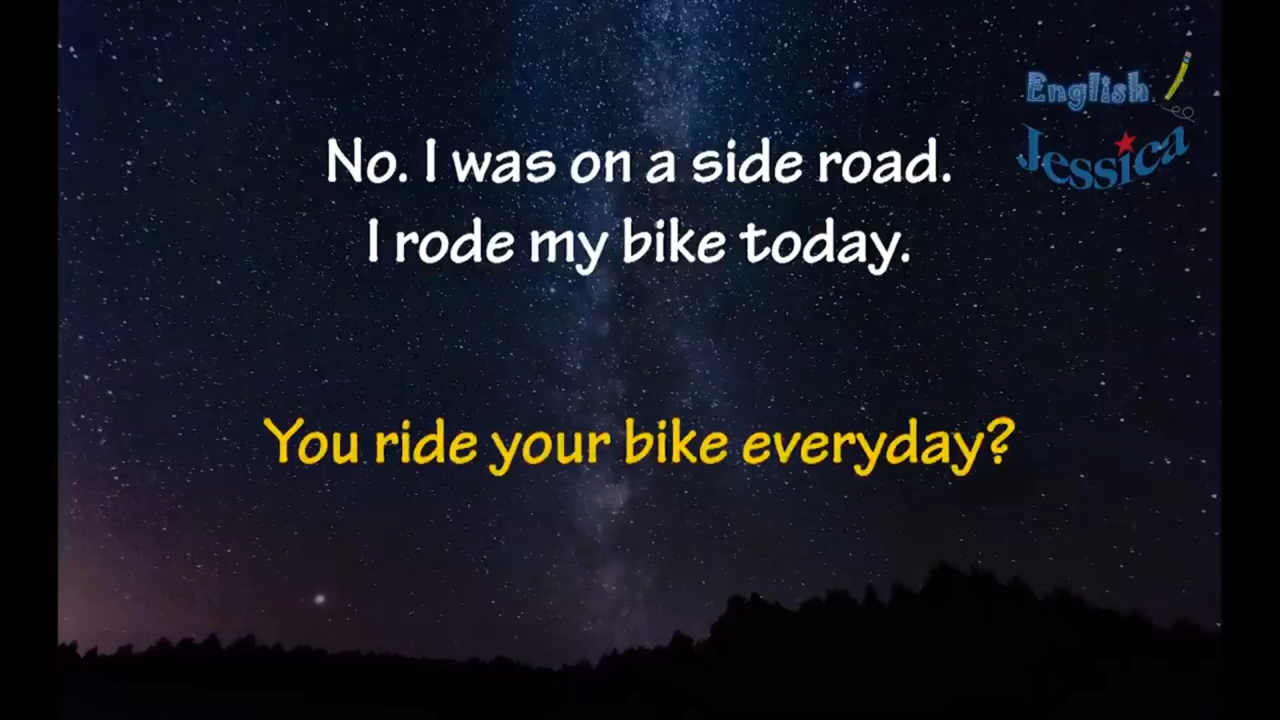 English
Jessica
No. I was on a side road.
I rode my bike today.
You ride your bike everyday?